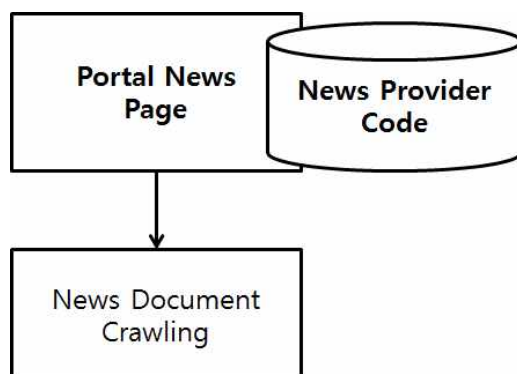 Portal News
Page
News Provider
Code
News Document
Crawling